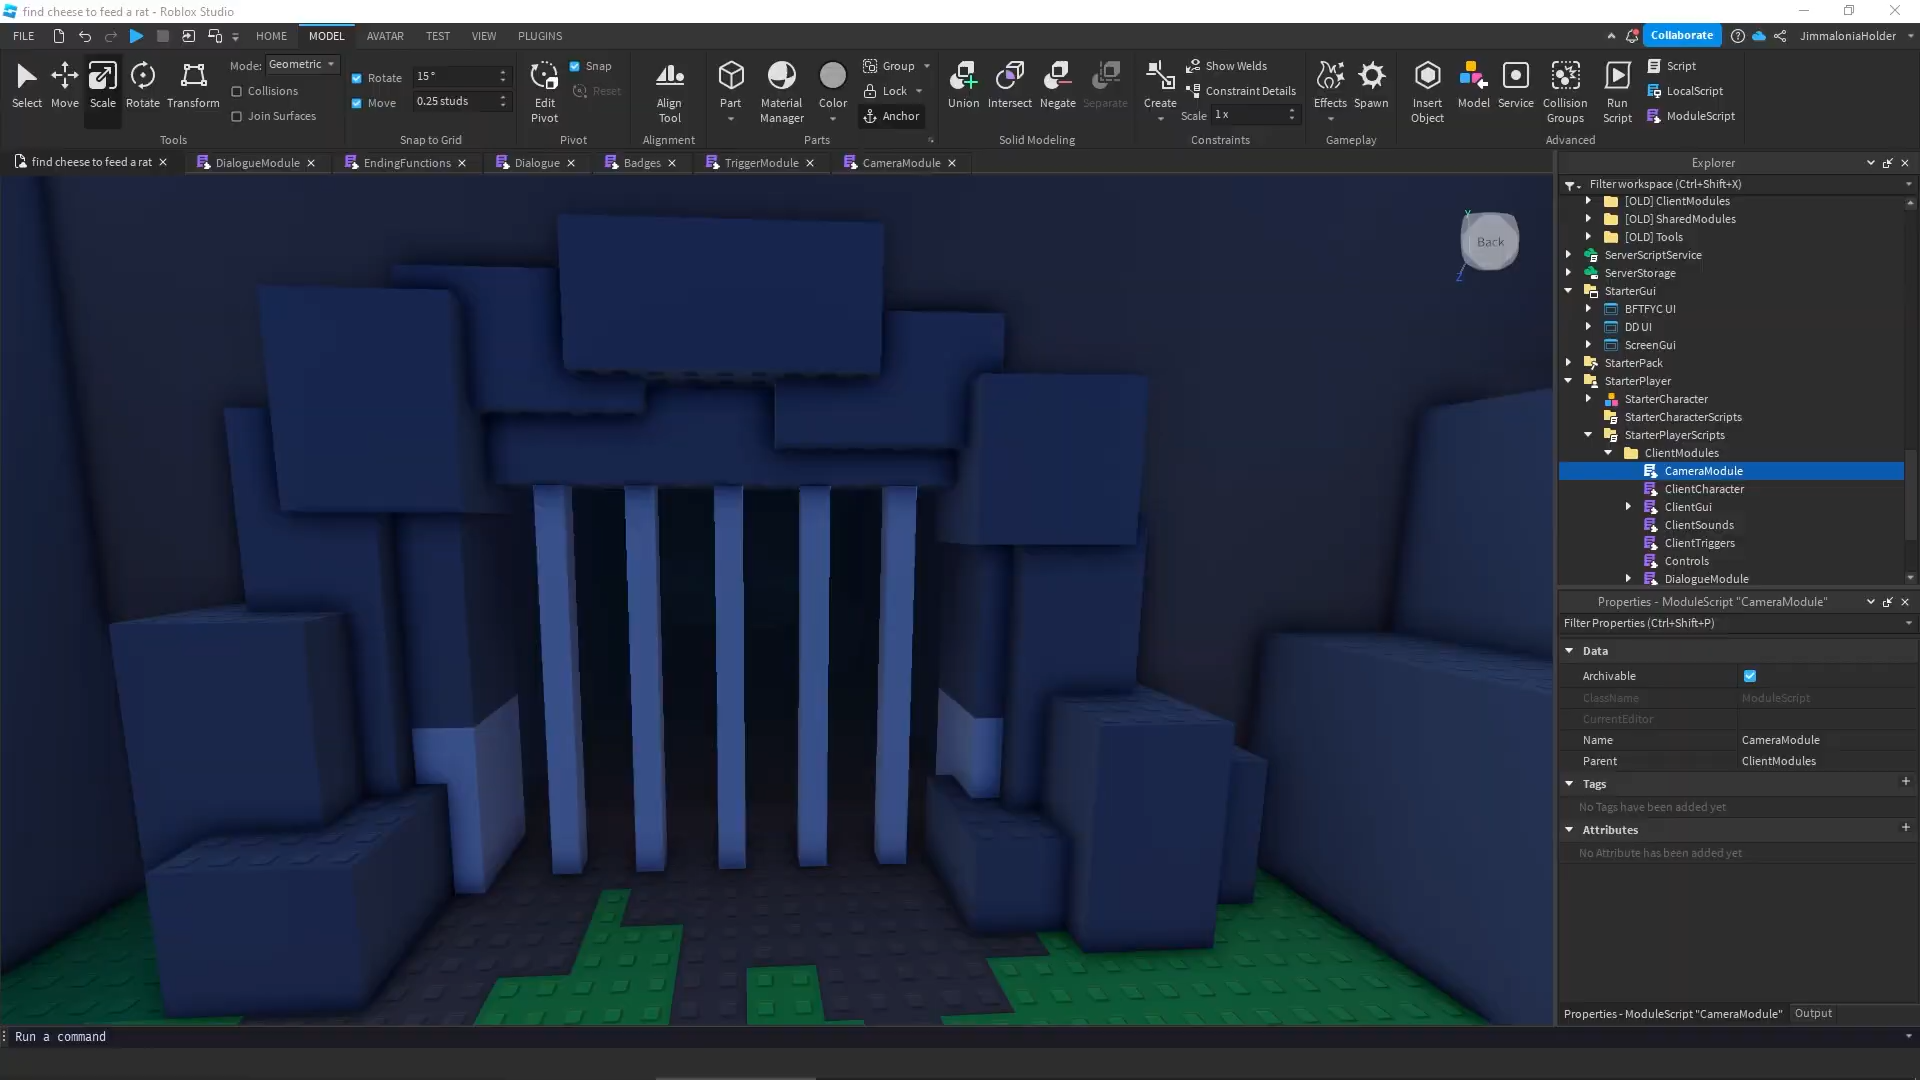 find cheese to feed a rat - Roblox Studio
FILE HOME MODEL AVATAR TEST VIEW PLUGINS Collaborate JimmaloniaHolder
Select Move Scale Rotate Transform
Mode: Geometric
Collisions
Join Surfaces
Tools
Rotate 15°
Move 0.25 studs
Snap to Grid
Edit Pivot
Snap
Reset
Pivot
Align Tool
Alignment
Part
Material Manager
Color
Group
Lock
Anchor
Parts
Union Intersect Negate Separate
Solid Modeling
Create
Show Welds
Constraint Details
Scale 1 x
Constraints
Effects Spawn
Gameplay
Insert Object
Model
Service
Collision Groups
Run Script
Script
LocalScript
ModuleScript
Advanced
find cheese to feed a rat DialogueModule EndingFunctions Dialogue Badges TriggerModule CameraModule
Y
Back
Z
Explorer
Filter workspace (Ctrl+Shift+X)
[OLD] ClientModules
[OLD] SharedModules
[OLD] Tools
ServerScriptService
ServerStorage
StarterGui
BFTFYC UI
DD UI
ScreenGui
StarterPack
StarterPlayer
StarterCharacter
StarterCharacterScripts
StarterPlayerScripts
ClientModules
CameraModule
ClientCharacter
ClientGui
ClientSounds
ClientTriggers
Controls
DialogueModule
Properties - ModuleScript "CameraModule"
Filter Properties (Ctrl+Shift+P)
Data
Archivable
ClassName ModuleScript
CurrentEditor
Name CameraModule
Parent ClientModules
Tags
No Tags have been added yet
Attributes
No Attribute has been added yet
Properties - ModuleScript "CameraModule" Output
Run a command